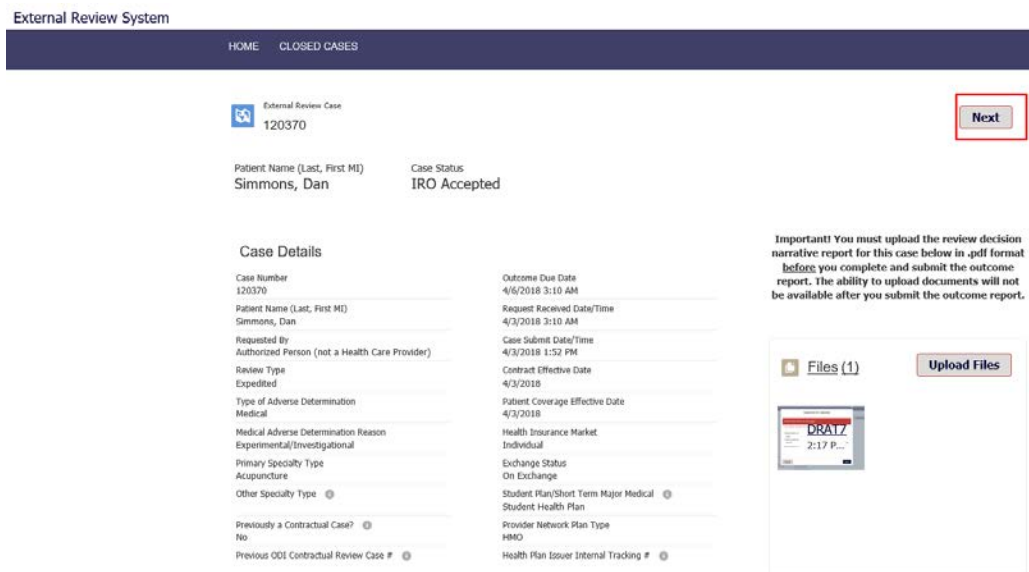 External Review System
HOME CLOSED CASES
External Review Case
120370
Next
Patient Name (Last, First MI)
Simmons, Dan
Case Status
IRO Accepted
Case Details
Case Number
120370
Patient Name (Last, First MI)
Simmons, Dan
Requested By
Authorized Person (not a Health Care Provider)
Review Type
Expedited
Type of Adverse Determination
Medical
Medical Adverse Determination Reason
Experimental/Investigational
Primary Specialty Type
Acupuncture
Other Specialty Type
Previously a Contractual Case?
No
Previous ODI Contractual Review Case #
Outcome Due Date
4/6/2018 3:10 AM
Request Received Date/Time
4/3/2018 3:10 AM
Case Submit Date/Time
4/3/2018 1:52 PM
Contract Effective Date
4/3/2018
Patient Coverage Effective Date
4/3/2018
Health Insurance Market
Individual
Exchange Status
On Exchange
Student Plan/Short Term Major Medical
Student Health Plan
Provider Network Plan Type
HMO
Health Plan Issuer Internal Tracking #
Important! You must upload the review decision
narrative report for this case below in .pdf format
before you complete and submit the outcome
report. The ability to upload documents will not
be available after you submit the outcome report.
Files (1)
Upload Files
DRAT7
2:17 P...